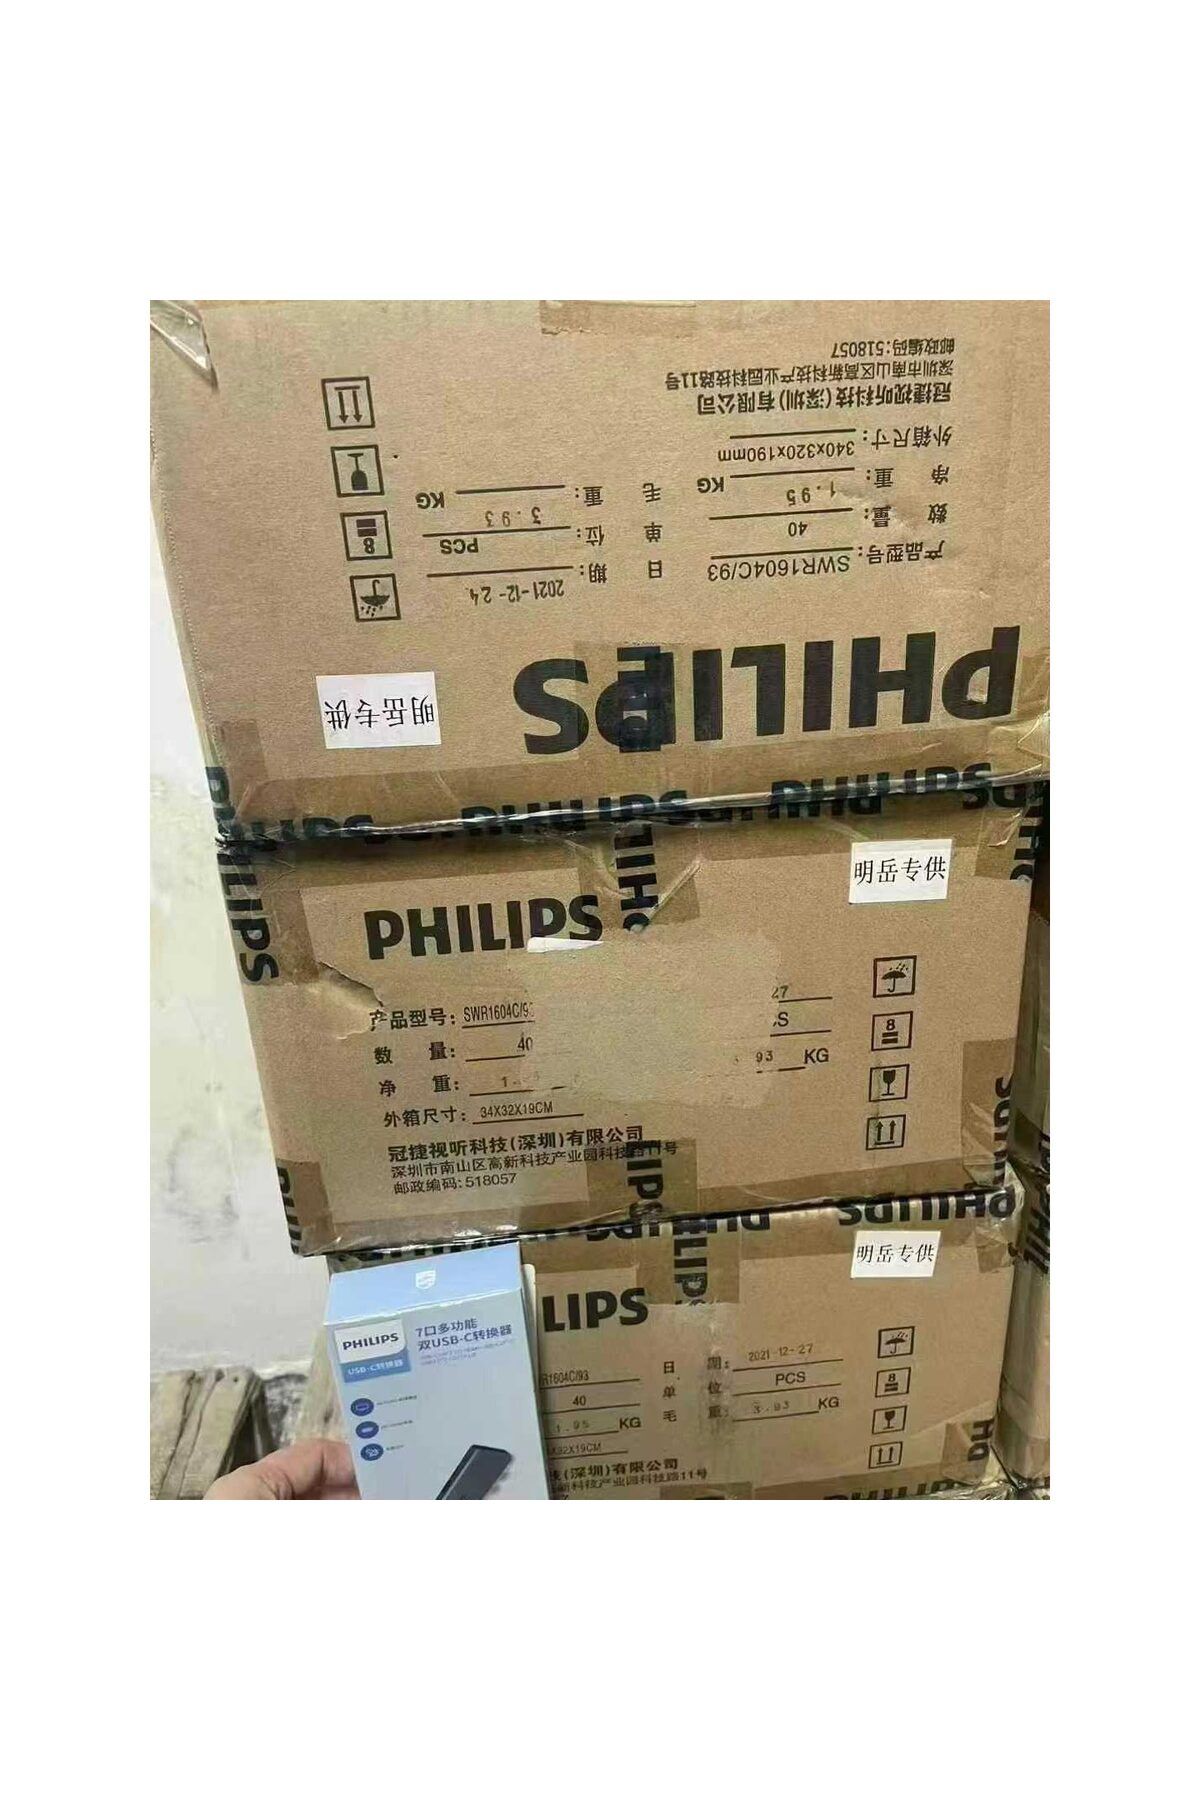 PHILIPS
明岳专供
产品型号: SWR1604C/93
日 期: 2021-12-24
数 量: 40
单 位: PCS
净 重: 1.95 KG
毛 重: 3.93 KG
外箱尺寸: 340x320x190mm
冠捷视听科技(深圳)有限公司
深圳市南山区高新科技产业园科技路11号
邮政编码:518057
PHILIPS
明岳专供
PHILIPS
产品型号: SWR1604C/93
27
数 量: 40
净 重: 1
93 KG
外箱尺寸: 34X32X19CM
冠捷视听科技(深圳)有限公司
深圳市南山区高新科技产业园科技路11号
邮政编码:518057
PHILIPS
明岳专供
LIPS
R1604C/93
日 期: 2021-12-27
40
单 位: PCS
1.95 KG
毛 重: 3.93 KG
X32X19CM
(深圳)有限公司
高新科技产业园科技路11号
PHILIPS
USB-C转换器
7口多功能
双USB-C转换器